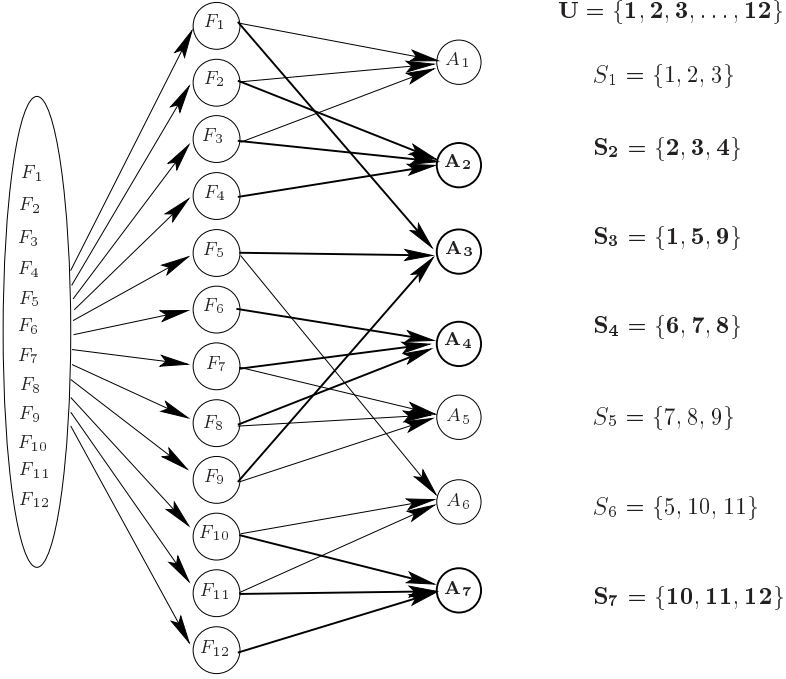 F1
F2
F3
F4
F5
F6
F7
F8
F9
F10
F11
F12
F1
F2
F3
F4
F5
F6
F7
F8
F9
F10
F11
F12
A1
A2
A3
A4
A5
A6
A7
U = {1, 2, 3, . . . , 12}
S1 = {1, 2, 3}
S2 = {2, 3, 4}
S3 = {1, 5, 9}
S4 = {6, 7, 8}
S5 = {7, 8, 9}
S6 = {5, 10, 11}
S7 = {10, 11, 12}